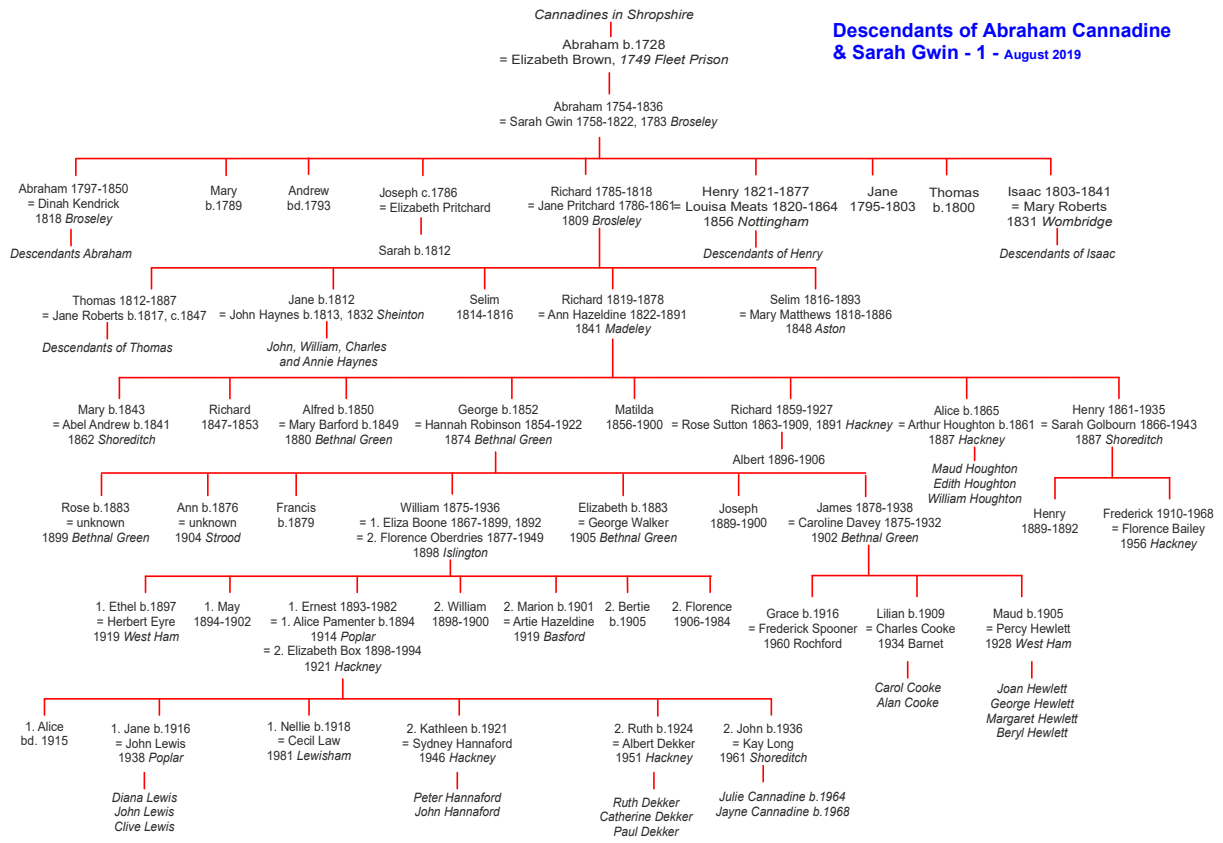 Cannadines in Shropshire
Abraham b.1728
= Elizabeth Brown, 1749 Fleet Prison
Descendants of Abraham Cannadine
& Sarah Gwin - 1 - August 2019
Abraham 1754-1836
= Sarah Gwin 1758-1822, 1783 Broseley
Abraham 1797-1850
= Dinah Kendrick
1818 Broseley
Descendants Abraham
Mary
b.1789
Andrew
bd.1793
Joseph c.1786
= Elizabeth Pritchard
Sarah b.1812
Richard 1785-1818
= Jane Pritchard 1786-1861
1809 Brosleley
Henry 1821-1877
= Louisa Meats 1820-1864
1856 Nottingham
Descendants of Henry
Jane
1795-1803
Thomas
b.1800
Isaac 1803-1841
= Mary Roberts
1831 Wombridge
Descendants of Isaac
Thomas 1812-1887
= Jane Roberts b.1817, c.1847
Descendants of Thomas
Jane b.1812
= John Haynes b.1813, 1832 Sheinton
John, William, Charles
and Annie Haynes
Selim
1814-1816
Richard 1819-1878
= Ann Hazeldine 1822-1891
1841 Madeley
Selim 1816-1893
= Mary Matthews 1818-1886
1848 Aston
Mary b.1843
= Abel Andrew b.1841
1862 Shoreditch
Richard
1847-1853
Alfred b.1850
= Mary Barford b.1849
1880 Bethnal Green
George b.1852
= Hannah Robinson 1854-1922
1874 Bethnal Green
Matilda
1856-1900
Richard 1859-1927
= Rose Sutton 1863-1909, 1891 Hackney
Albert 1896-1906
Alice b.1865
= Arthur Houghton b.1861
1887 Hackney
Maud Houghton
Edith Houghton
William Houghton
Henry 1861-1935
= Sarah Golbourn 1866-1943
1887 Shoreditch
Rose b.1883
= unknown
1899 Bethnal Green
Ann b.1876
= unknown
1904 Strood
Francis
b.1879
William 1875-1936
= 1. Eliza Boone 1867-1899, 1892
= 2. Florence Oberdries 1877-1949
1898 Islington
Elizabeth b.1883
= George Walker
1905 Bethnal Green
Joseph
1889-1900
James 1878-1938
= Caroline Davey 1875-1932
1902 Bethnal Green
Henry
1889-1892
Frederick 1910-1968
= Florence Bailey
1956 Hackney
1. Ethel b.1897
= Herbert Eyre
1919 West Ham
1. May
1894-1902
1. Ernest 1893-1982
= 1. Alice Pamenter b.1894
1914 Poplar
= 2. Elizabeth Box 1898-1994
1921 Hackney
2. William
1898-1900
2. Marion b.1901
= Artie Hazeldine
1919 Basford
2. Bertie
b.1905
2. Florence
1906-1984
Grace b.1916
= Frederick Spooner
1960 Rochford
Lilian b.1909
= Charles Cooke
1934 Barnet
Carol Cooke
Alan Cooke
Maud b.1905
= Percy Hewlett
1928 West Ham
Joan Hewlett
George Hewlett
Margaret Hewlett
Beryl Hewlett
1. Alice
bd. 1915
1. Jane b.1916
= John Lewis
1938 Poplar
Diana Lewis
John Lewis
Clive Lewis
1. Nellie b.1918
= Cecil Law
1981 Lewisham
2. Kathleen b.1921
= Sydney Hannaford
1946 Hackney
Peter Hannaford
John Hannaford
2. Ruth b.1924
= Albert Dekker
1951 Hackney
Ruth Dekker
Catherine Dekker
Paul Dekker
2. John b.1936
= Kay Long
1961 Shoreditch
Julie Cannadine b.1964
Jayne Cannadine b.1968